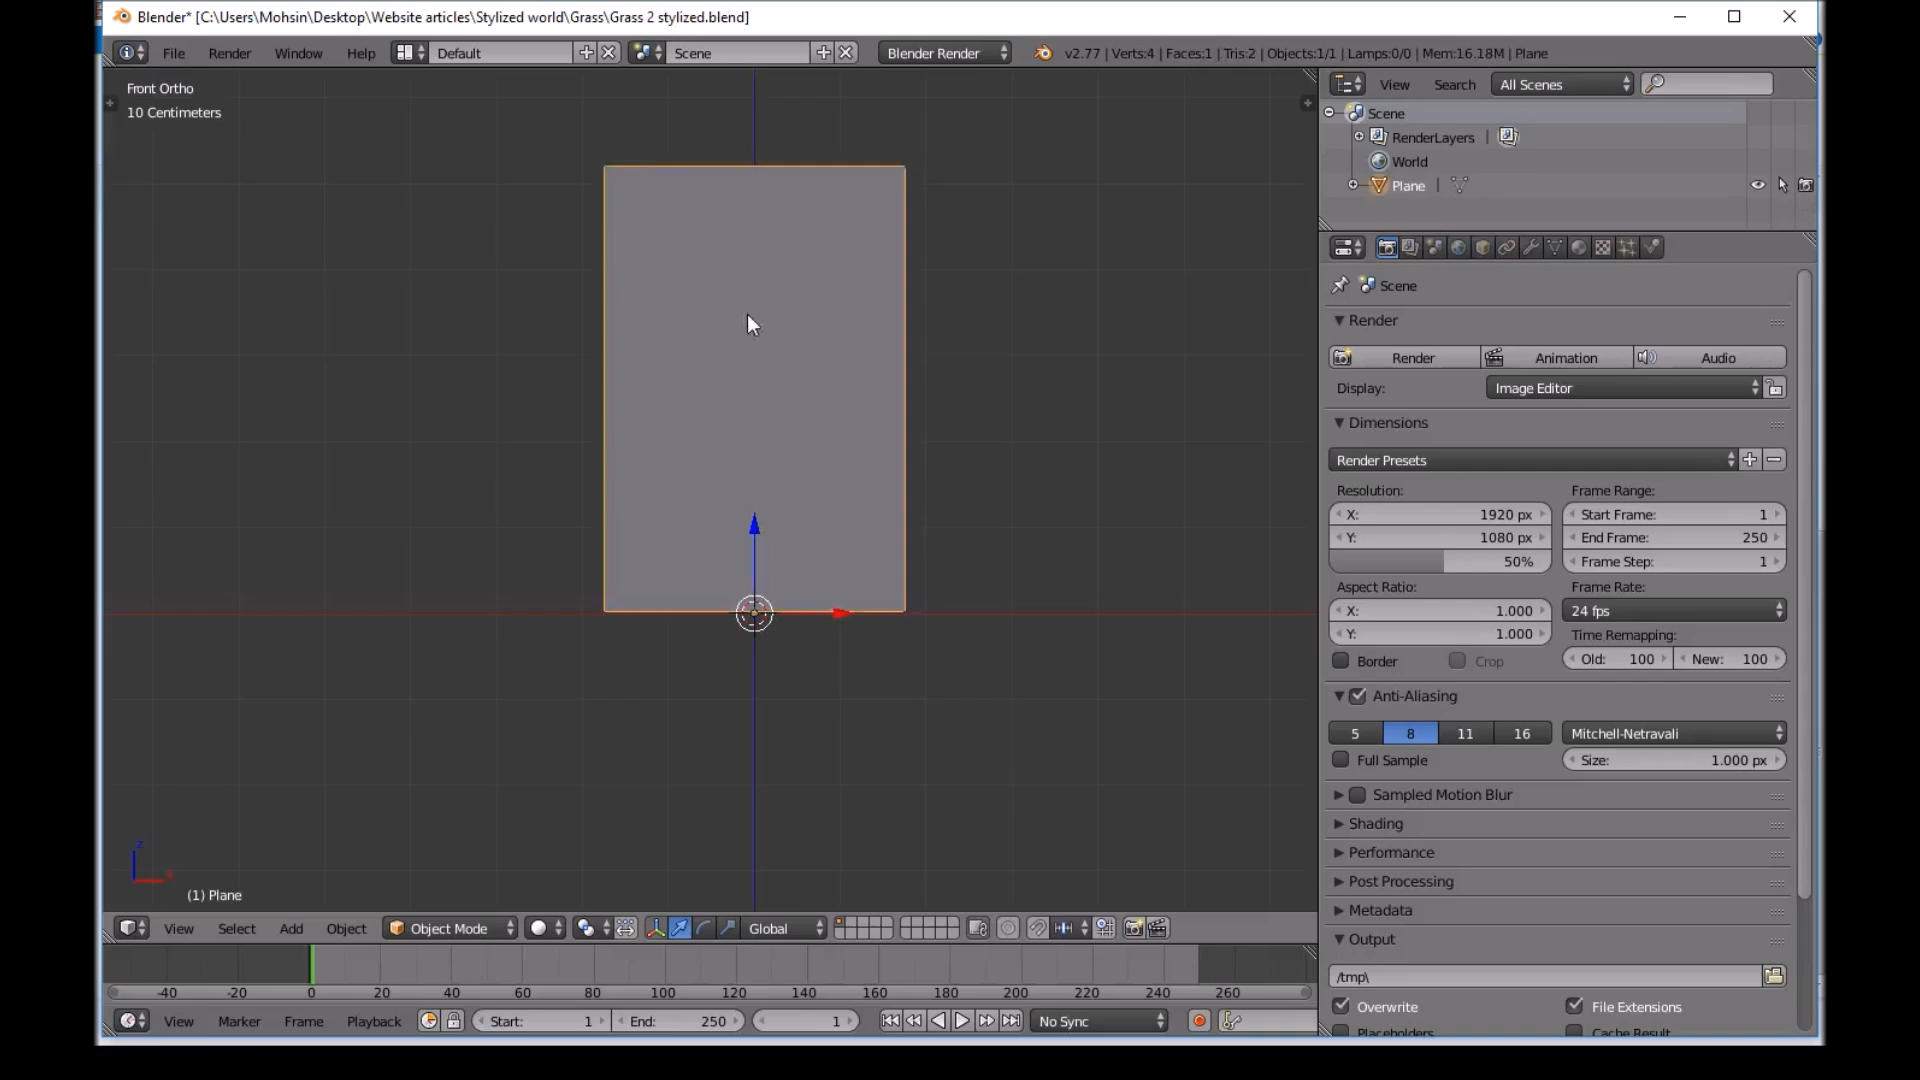 Blender* [C:\Users\Mohsin\Desktop\Website articles\Stylized world\Grass\Grass 2 stylized.blend]
File Render Window Help Default Scene Blender Render v2.77 | Verts:4 | Faces:1 | Tris:2 | Objects:1/1 | Lamps:0/0 | Mem:16.18M | Plane
Front Ortho
10 Centimeters
View Search All Scenes
Scene
RenderLayers
World
Plane
Scene
Render
Render Animation Audio
Display: Image Editor
Dimensions
Render Presets
Resolution: Frame Range:
X: 1920 px Start Frame: 1
Y: 1080 px End Frame: 250
50% Frame Step: 1
Aspect Ratio: Frame Rate:
X: 1.000 24 fps
Y: 1.000 Time Remapping:
Border Crop Old: 100 New: 100
Anti-Aliasing
5 8 11 16 Mitchell-Netravali
Full Sample Size: 1.000 px
Sampled Motion Blur
Shading
Performance
Post Processing
Metadata
Output
/tmp\
Overwrite File Extensions
Placeholders Cache Result
z
x
(1) Plane
View Select Add Object Object Mode Global
-40 -20 0 20 40 60 80 100 120 140 160 180 200 220 240 260
View Marker Frame Playback Start: 1 End: 250 1 No Sync